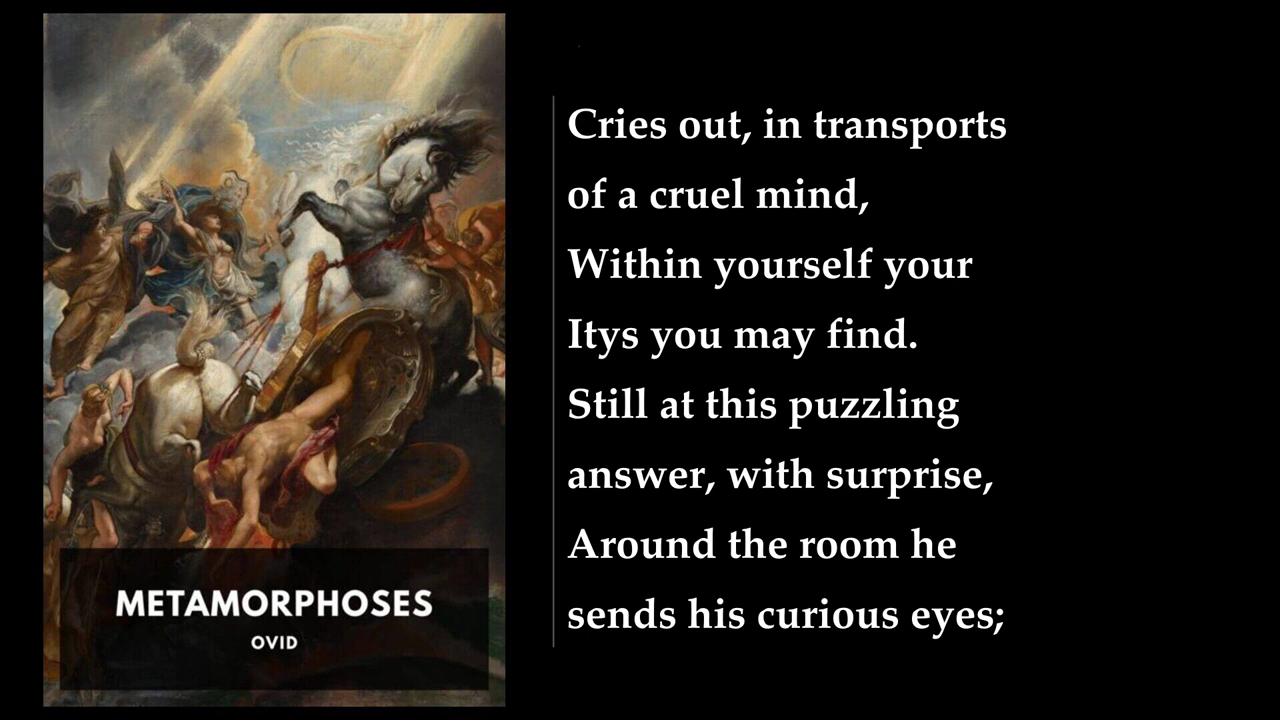 METAMORPHOSES
OVID
Cries out, in transports
of a cruel mind,
Within yourself your
Itys you may find.
Still at this puzzling
answer, with surprise,
Around the room he
sends his curious eyes;